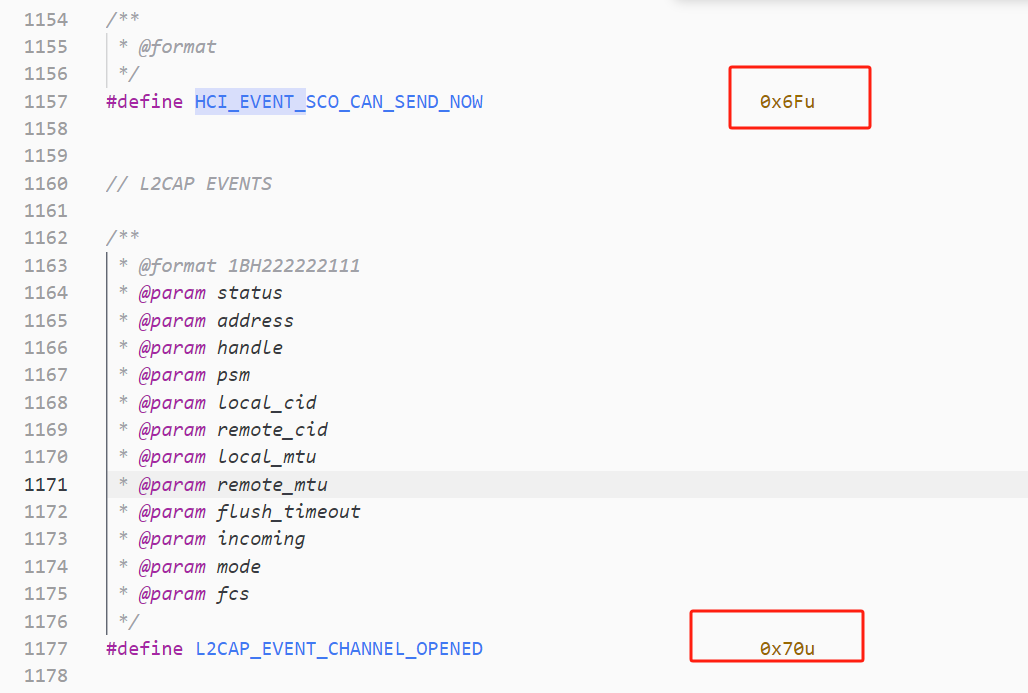 1154 /**
1155  * @format
1156  */
1157 #define HCI_EVENT_SCO_CAN_SEND_NOW 0x6Fu
1158
1159
1160 // L2CAP EVENTS
1161
1162 /**
1163  * @format 1BH222222111
1164  * @param status
1165  * @param address
1166  * @param handle
1167  * @param psm
1168  * @param local_cid
1169  * @param remote_cid
1170  * @param local_mtu
1171  * @param remote_mtu
1172  * @param flush_timeout
1173  * @param incoming
1174  * @param mode
1175  * @param fcs
1176  */
1177 #define L2CAP_EVENT_CHANNEL_OPENED 0x70u
1178